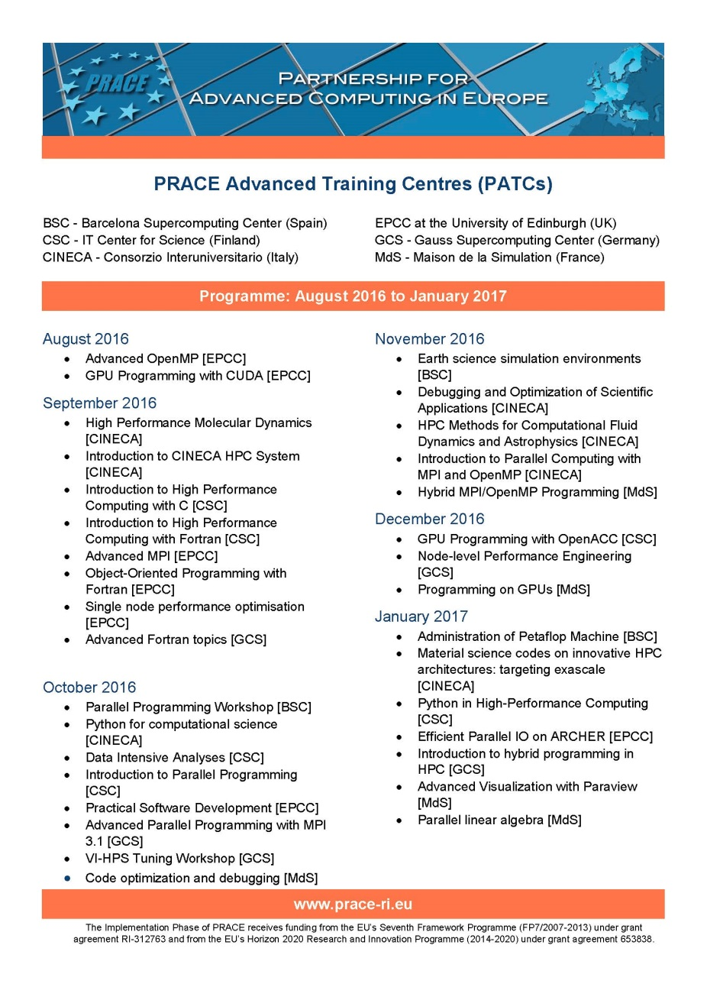 PRACE
PARTNERSHIP FOR
ADVANCED COMPUTING IN EUROPE
PRACE Advanced Training Centres (PATCs)
BSC - Barcelona Supercomputing Center (Spain)
CSC - IT Center for Science (Finland)
CINECA - Consorzio Interuniversitario (Italy)
EPCC at the University of Edinburgh (UK)
GCS - Gauss Supercomputing Center (Germany)
MdS - Maison de la Simulation (France)
Programme: August 2016 to January 2017
August 2016
• Advanced OpenMP [EPCC]
• GPU Programming with CUDA [EPCC]
September 2016
• High Performance Molecular Dynamics
[CINECA]
• Introduction to CINECA HPC System
[CINECA]
• Introduction to High Performance
Computing with C [CSC]
• Introduction to High Performance
Computing with Fortran [CSC]
• Advanced MPI [EPCC]
• Object-Oriented Programming with
Fortran [EPCC]
• Single node performance optimisation
[EPCC]
• Advanced Fortran topics [GCS]
October 2016
• Parallel Programming Workshop [BSC]
• Python for computational science
[CINECA]
• Data Intensive Analyses [CSC]
• Introduction to Parallel Programming
[CSC]
• Practical Software Development [EPCC]
• Advanced Parallel Programming with MPI
3.1 [GCS]
• VI-HPS Tuning Workshop [GCS]
• Code optimization and debugging [MdS]
November 2016
• Earth science simulation environments
[BSC]
• Debugging and Optimization of Scientific
Applications [CINECA]
• HPC Methods for Computational Fluid
Dynamics and Astrophysics [CINECA]
• Introduction to Parallel Computing with
MPI and OpenMP [CINECA]
• Hybrid MPI/OpenMP Programming [MdS]
December 2016
• GPU Programming with OpenACC [CSC]
• Node-level Performance Engineering
[GCS]
• Programming on GPUs [MdS]
January 2017
• Administration of Petaflop Machine [BSC]
• Material science codes on innovative HPC
architectures: targeting exascale
[CINECA]
• Python in High-Performance Computing
[CSC]
• Efficient Parallel IO on ARCHER [EPCC]
• Introduction to hybrid programming in
HPC [GCS]
• Advanced Visualization with Paraview
[MdS]
• Parallel linear algebra [MdS]
www.prace-ri.eu
The Implementation Phase of PRACE receives funding from the EU's Seventh Framework Programme (FP7/2007-2013) under grant
agreement RI-312763 and from the EU's Horizon 2020 Research and Innovation Programme (2014-2020) under grant agreement 653838.